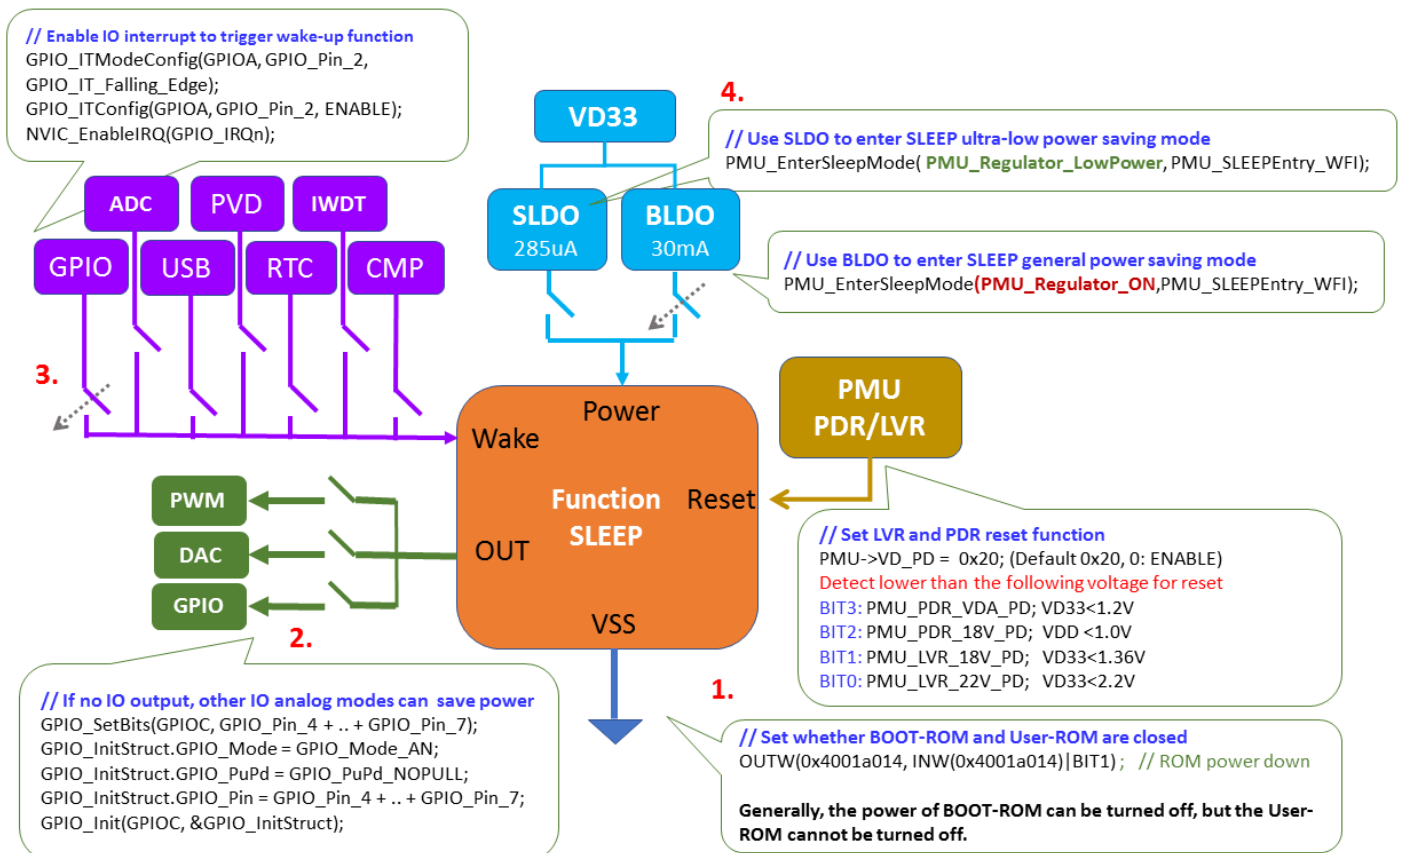 // Enable IO interrupt to trigger wake-up function
GPIO_ITModeConfig(GPIOA, GPIO_Pin_2,
GPIO_IT_Falling_Edge);
GPIO_ITConfig(GPIOA, GPIO_Pin_2, ENABLE);
NVIC_EnableIRQ(GPIO_IRQn);
4.
VD33
// Use SLDO to enter SLEEP ultra-low power saving mode
PMU_EnterSleepMode( PMU_Regulator_LowPower, PMU_SLEEPEntry_WFI);
ADC
PVD
IWDT
SLDO
285uA
BLDO
30mA
GPIO
USB
RTC
CMP
// Use BLDO to enter SLEEP general power saving mode
PMU_EnterSleepMode(PMU_Regulator_ON,PMU_SLEEPEntry_WFI);
3.
PMU
PDR/LVR
Power
Wake
Function
SLEEP
Reset
OUT
VSS
PWM
DAC
GPIO
// Set LVR and PDR reset function
PMU->VD_PD = 0x20; (Default 0x20, 0: ENABLE)
Detect lower than the following voltage for reset
BIT3: PMU_PDR_VDA_PD; VD33<1.2V
BIT2: PMU_PDR_18V_PD; VDD <1.0V
BIT1: PMU_LVR_18V_PD; VD33<1.36V
BIT0: PMU_LVR_22V_PD; VD33<2.2V
2.
// If no IO output, other IO analog modes can save power
GPIO_SetBits(GPIOC, GPIO_Pin_4 + .. + GPIO_Pin_7);
GPIO_InitStruct.GPIO_Mode = GPIO_Mode_AN;
GPIO_InitStruct.GPIO_PuPd = GPIO_PuPd_NOPULL;
GPIO_InitStruct.GPIO_Pin = GPIO_Pin_4 + .. + GPIO_Pin_7;
GPIO_Init(GPIOC, &GPIO_InitStruct);
1.
// Set whether BOOT-ROM and User-ROM are closed
OUTW(0x4001a014, INW(0x4001a014)|BIT1) ; // ROM power down
Generally, the power of BOOT-ROM can be turned off, but the User-
ROM cannot be turned off.